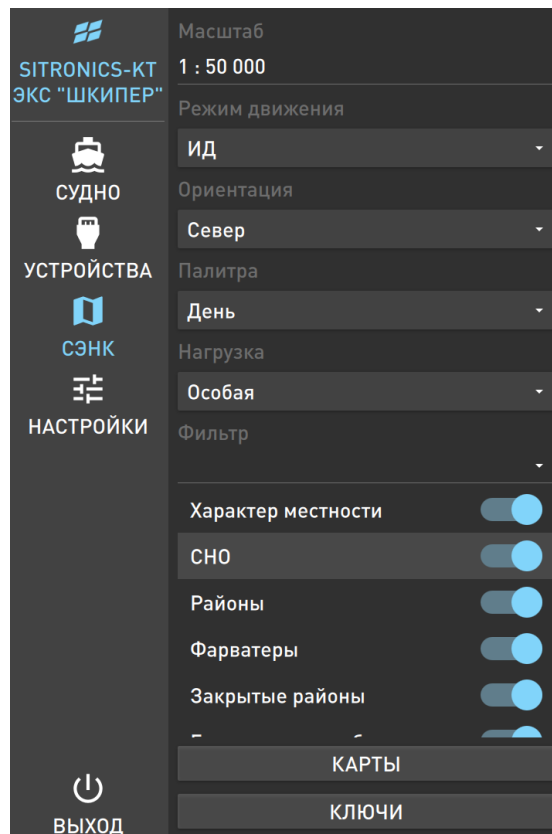 SITRONICS-KT
ЭКС "ШКИПЕР"
СУДНО
УСТРОЙСТВА
СЭНК
НАСТРОЙКИ
ВЫХОД
Масштаб
1 : 50 000
Режим движения
ИД
Ориентация
Север
Палитра
День
Нагрузка
Особая
Фильтр
Характер местности
СНО
Районы
Фарватеры
Закрытые районы
КАРТЫ
КЛЮЧИ